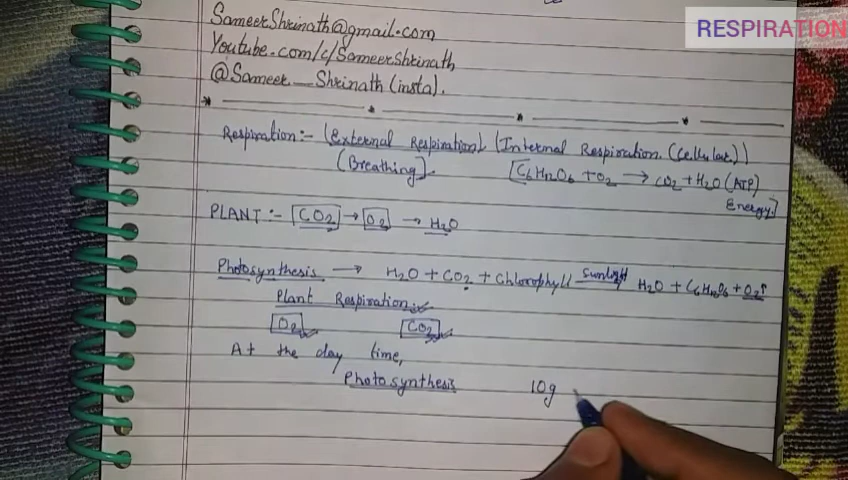 RESPIRATION
SameerShrinath@gmail.com
Youtube.com/c/SameerShrinath
@Sameer_Shrinath (insta).
Respiration:- (External Respiration) (Internal Respiration (Cellular))
(Breathing). [C6H12O6 + O2 → CO2 + H2O (ATP)
Energy]
PLANT:- [CO2] → [O2] → H2O
Photosynthesis → H2O + CO2 + Chlorophyll Sunlight H2O + C6H12O6 + O2↑
Plant Respiration:
O2 CO2
At the day time,
Photosynthesis 10g